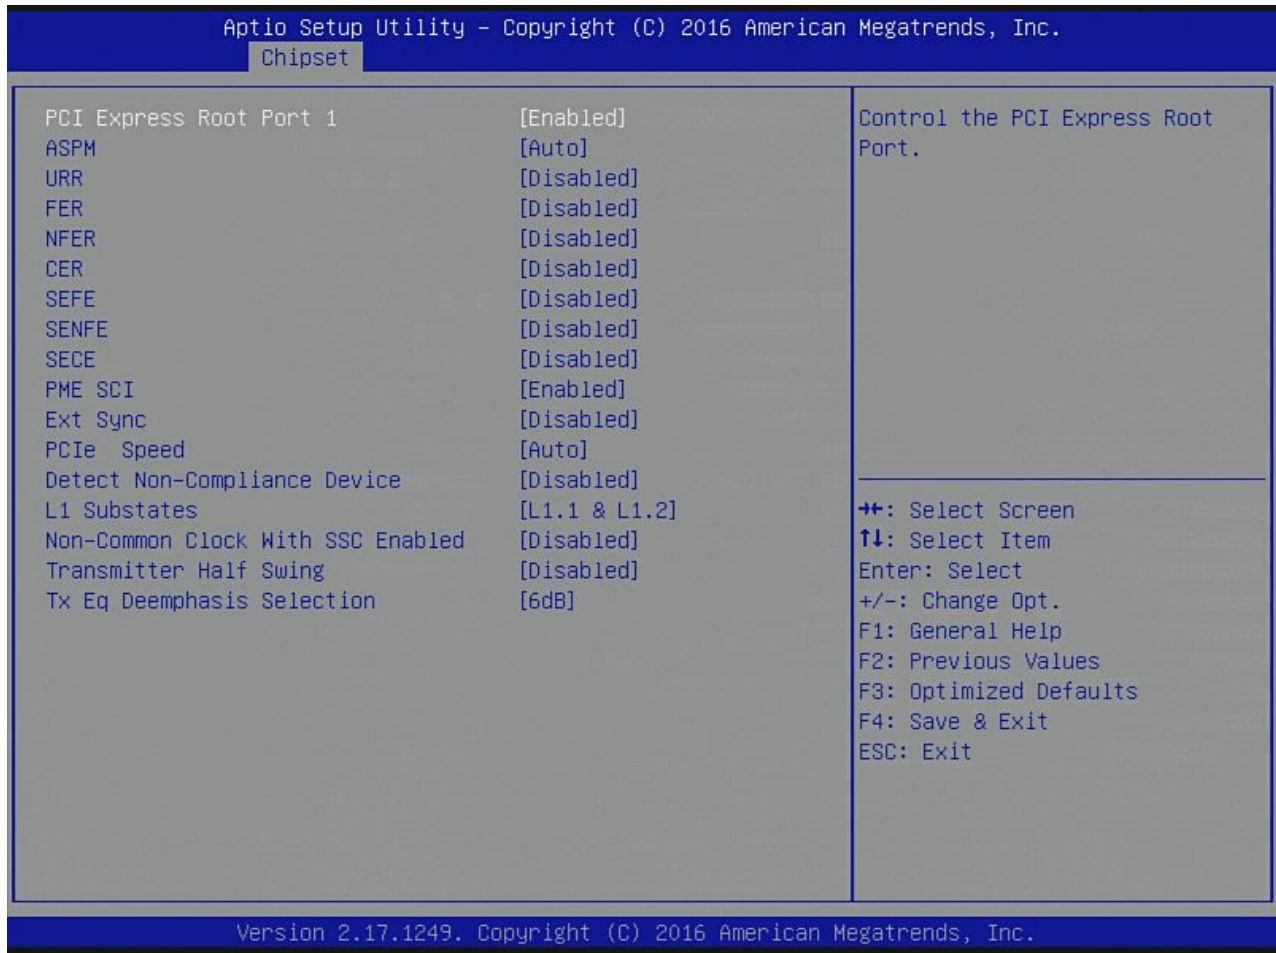 Aptio Setup Utility – Copyright (C) 2016 American Megatrends, Inc.
Chipset
PCI Express Root Port 1 [Enabled]
ASPM [Auto]
URR [Disabled]
FER [Disabled]
NFER [Disabled]
CER [Disabled]
SEFE [Disabled]
SENFE [Disabled]
SECE [Disabled]
PME SCI [Enabled]
Ext Sync [Disabled]
PCIe  Speed [Auto]
Detect Non-Compliance Device [Disabled]
L1 Substates [L1.1 & L1.2]
Non-Common Clock With SSC Enabled [Disabled]
Transmitter Half Swing [Disabled]
Tx Eq Deemphasis Selection [6dB]
Control the PCI Express Root
Port.
→←: Select Screen
↑↓: Select Item
Enter: Select
+/-: Change Opt.
F1: General Help
F2: Previous Values
F3: Optimized Defaults
F4: Save & Exit
ESC: Exit
Version 2.17.1249. Copyright (C) 2016 American Megatrends, Inc.